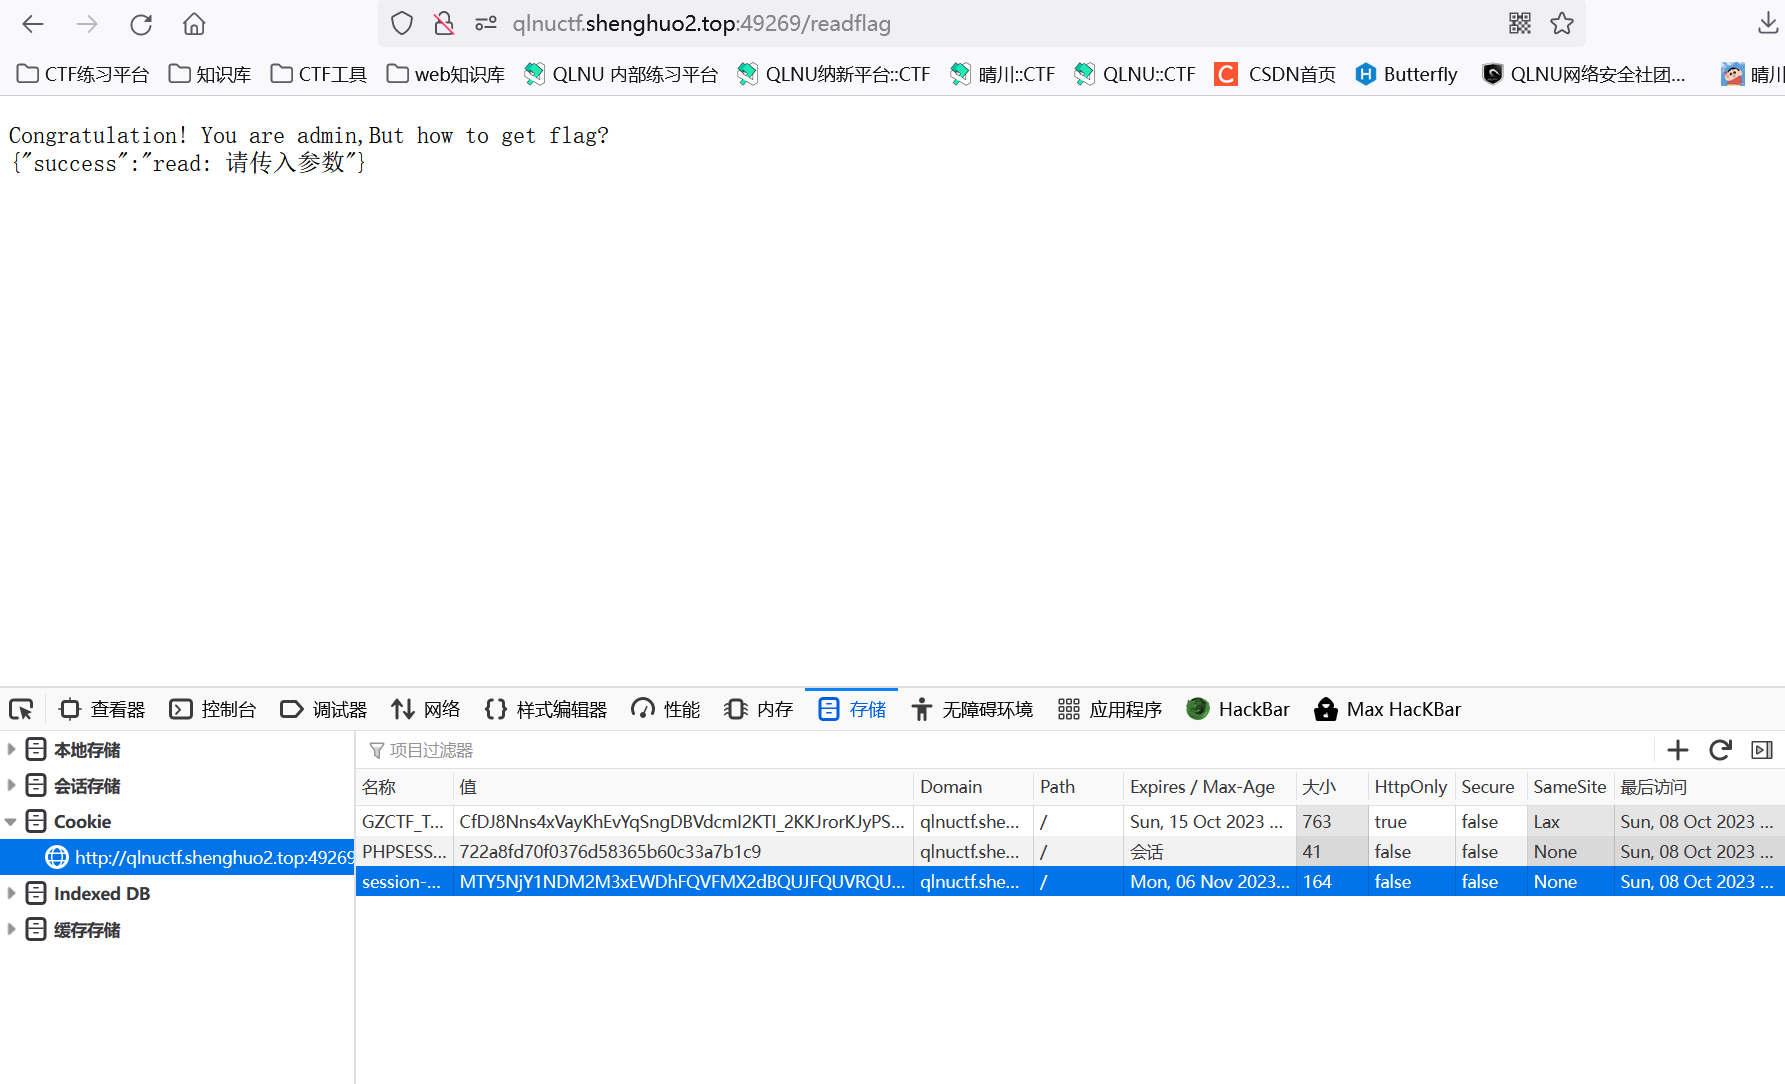 qlnuctf.shenghuo2.top:49269/readflag
CTF练习平台 知识库 CTF工具 web知识库 QLNU 内部练习平台 QLNU纳新平台::CTF 晴川::CTF QLNU::CTF CSDN首页 Butterfly QLNU网络安全社团... 晴川
Congratulation! You are admin,But how to get flag?
{"success":"read: 请传入参数"}
查看器 控制台 调试器 网络 样式编辑器 性能 内存 存储 无障碍环境 应用程序 HackBar Max HacKBar
本地存储
会话存储
Cookie
http://qlnuctf.shenghuo2.top:49269
Indexed DB
缓存存储
项目过滤器
名称 值 Domain Path Expires / Max-Age 大小 HttpOnly Secure SameSite 最后访问
GZCTF_T... CfDJ8Nns4xVayKhEvYqSngDBVdcmI2KTI_2KKJrorKJyPS... qlnuctf.she... / Sun, 15 Oct 2023 ... 763 true false Lax Sun, 08 Oct 2023 ...
PHPSESS... 722a8fd70f0376d58365b60c33a7b1c9 qlnuctf.she... / 会话 41 false false None Sun, 08 Oct 2023 ...
session-... MTY5NjY1NDM2M3xEWDhFQVFMX2dBQUJFQUVRQU... qlnuctf.she... / Mon, 06 Nov 2023... 164 false false None Sun, 08 Oct 2023 ...